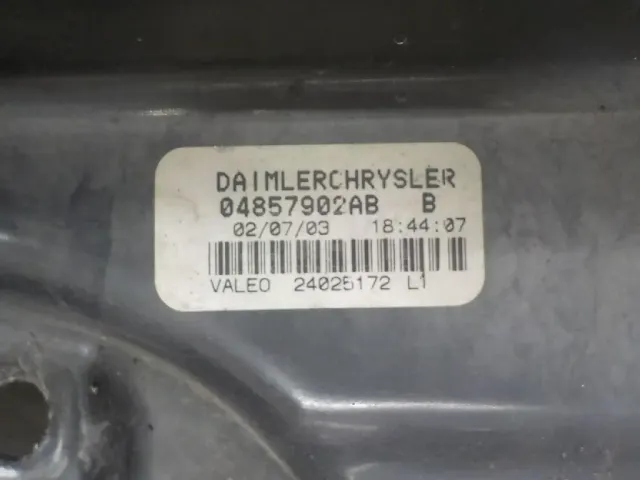 DAIMLERCHRYSLER
04857902AB B
02/07/03 18:44:07
VALEO 24025172 L1